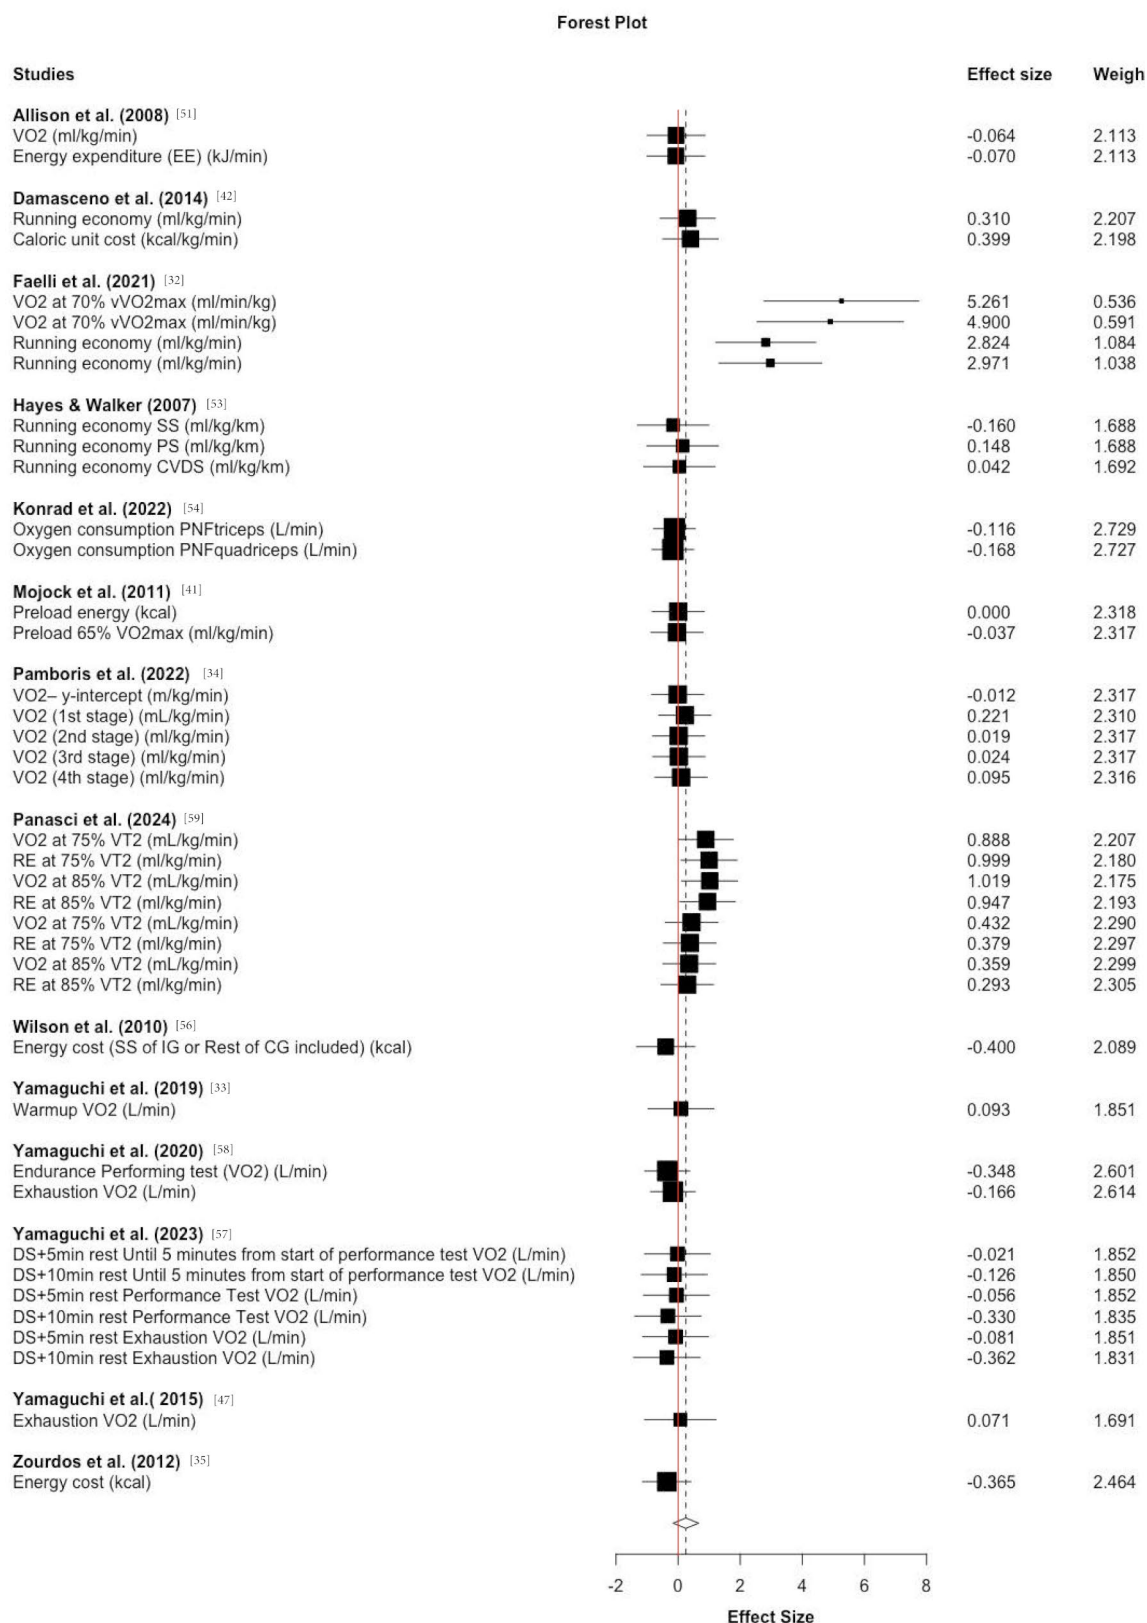 Forest Plot
Studies Effect size Weigh
Allison et al. (2008) [51]
VO2 (ml/kg/min) -0.064 2.113
Energy expenditure (EE) (kJ/min) -0.070 2.113
Damasceno et al. (2014) [42]
Running economy (ml/kg/min) 0.310 2.207
Caloric unit cost (kcal/kg/min) 0.399 2.198
Faelli et al. (2021) [32]
VO2 at 70% vVO2max (ml/min/kg) 5.261 0.536
VO2 at 70% vVO2max (ml/min/kg) 4.900 0.591
Running economy (ml/kg/min) 2.824 1.084
Running economy (ml/kg/min) 2.971 1.038
Hayes & Walker (2007) [53]
Running economy SS (ml/kg/km) -0.160 1.688
Running economy PS (ml/kg/km) 0.148 1.688
Running economy CVDS (ml/kg/km) 0.042 1.692
Konrad et al. (2022) [54]
Oxygen consumption PNFtriceps (L/min) -0.116 2.729
Oxygen consumption PNFquadriceps (L/min) -0.168 2.727
Mojock et al. (2011) [41]
Preload energy (kcal) 0.000 2.318
Preload 65% VO2max (ml/kg/min) -0.037 2.317
Pamboris et al. (2022) [34]
VO2– y-intercept (m/kg/min) -0.012 2.317
VO2 (1st stage) (mL/kg/min) 0.221 2.310
VO2 (2nd stage) (ml/kg/min) 0.019 2.317
VO2 (3rd stage) (ml/kg/min) 0.024 2.317
VO2 (4th stage) (ml/kg/min) 0.095 2.316
Panasci et al. (2024) [59]
VO2 at 75% VT2 (mL/kg/min) 0.888 2.207
RE at 75% VT2 (ml/kg/min) 0.999 2.180
VO2 at 85% VT2 (mL/kg/min) 1.019 2.175
RE at 85% VT2 (ml/kg/min) 0.947 2.193
VO2 at 75% VT2 (mL/kg/min) 0.432 2.290
RE at 75% VT2 (ml/kg/min) 0.379 2.297
VO2 at 85% VT2 (mL/kg/min) 0.359 2.299
RE at 85% VT2 (ml/kg/min) 0.293 2.305
Wilson et al. (2010) [56]
Energy cost (SS of IG or Rest of CG included) (kcal) -0.400 2.089
Yamaguchi et al. (2019) [33]
Warmup VO2 (L/min) 0.093 1.851
Yamaguchi et al. (2020) [58]
Endurance Performing test (VO2) (L/min) -0.348 2.601
Exhaustion VO2 (L/min) -0.166 2.614
Yamaguchi et al. (2023) [57]
DS+5min rest Until 5 minutes from start of performance test VO2 (L/min) -0.021 1.852
DS+10min rest Until 5 minutes from start of performance test VO2 (L/min) -0.126 1.850
DS+5min rest Performance Test VO2 (L/min) -0.056 1.852
DS+10min rest Performance Test VO2 (L/min) -0.330 1.835
DS+5min rest Exhaustion VO2 (L/min) -0.081 1.851
DS+10min rest Exhaustion VO2 (L/min) -0.362 1.831
Yamaguchi et al.( 2015) [47]
Exhaustion VO2 (L/min) 0.071 1.691
Zourdos et al. (2012) [35]
Energy cost (kcal) -0.365 2.464
-2 0 2 4 6 8
Effect Size